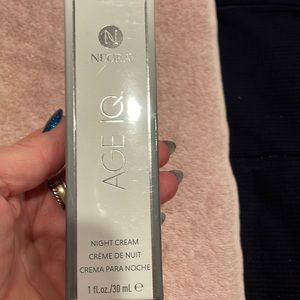 N
NEORA
AGE IQ
NIGHT CREAM
CRÈME DE NUIT
CREMA PARA NOCHE
1 fl.oz./30 ml e